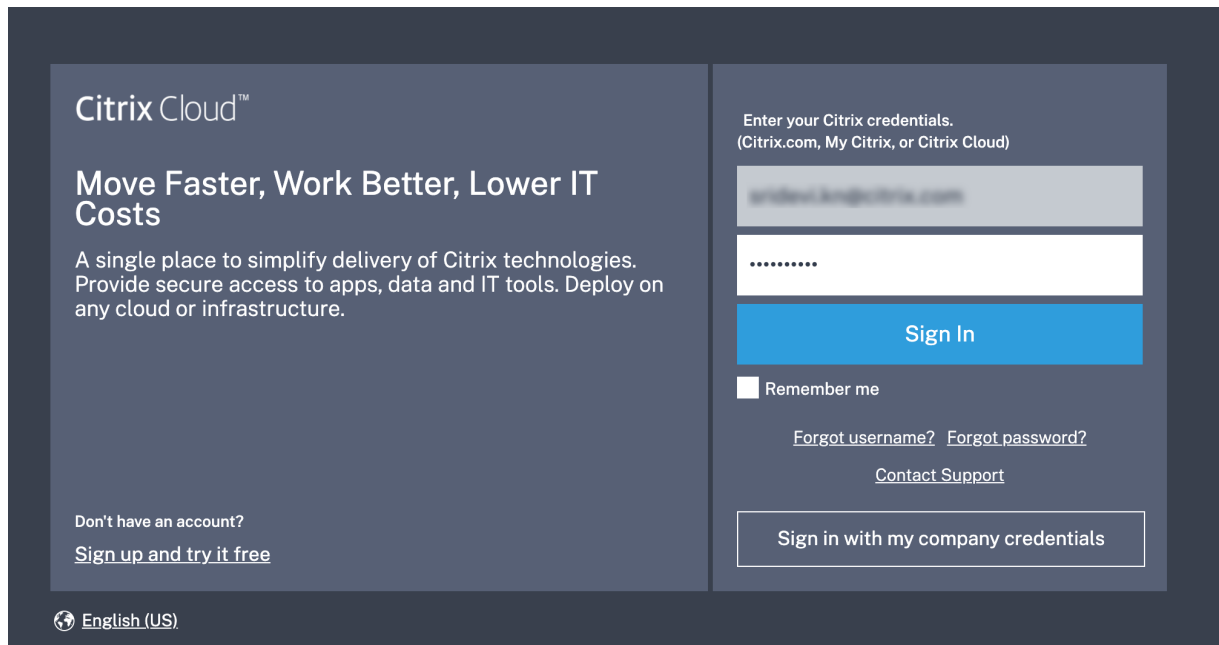 Citrix Cloud™
Move Faster, Work Better, Lower IT
Costs
A single place to simplify delivery of Citrix technologies.
Provide secure access to apps, data and IT tools. Deploy on
any cloud or infrastructure.
Don't have an account?
Sign up and try it free
Enter your Citrix credentials.
(Citrix.com, My Citrix, or Citrix Cloud)
••••••••••
Sign In
Remember me
Forgot username? Forgot password?
Contact Support
Sign in with my company credentials
English (US)